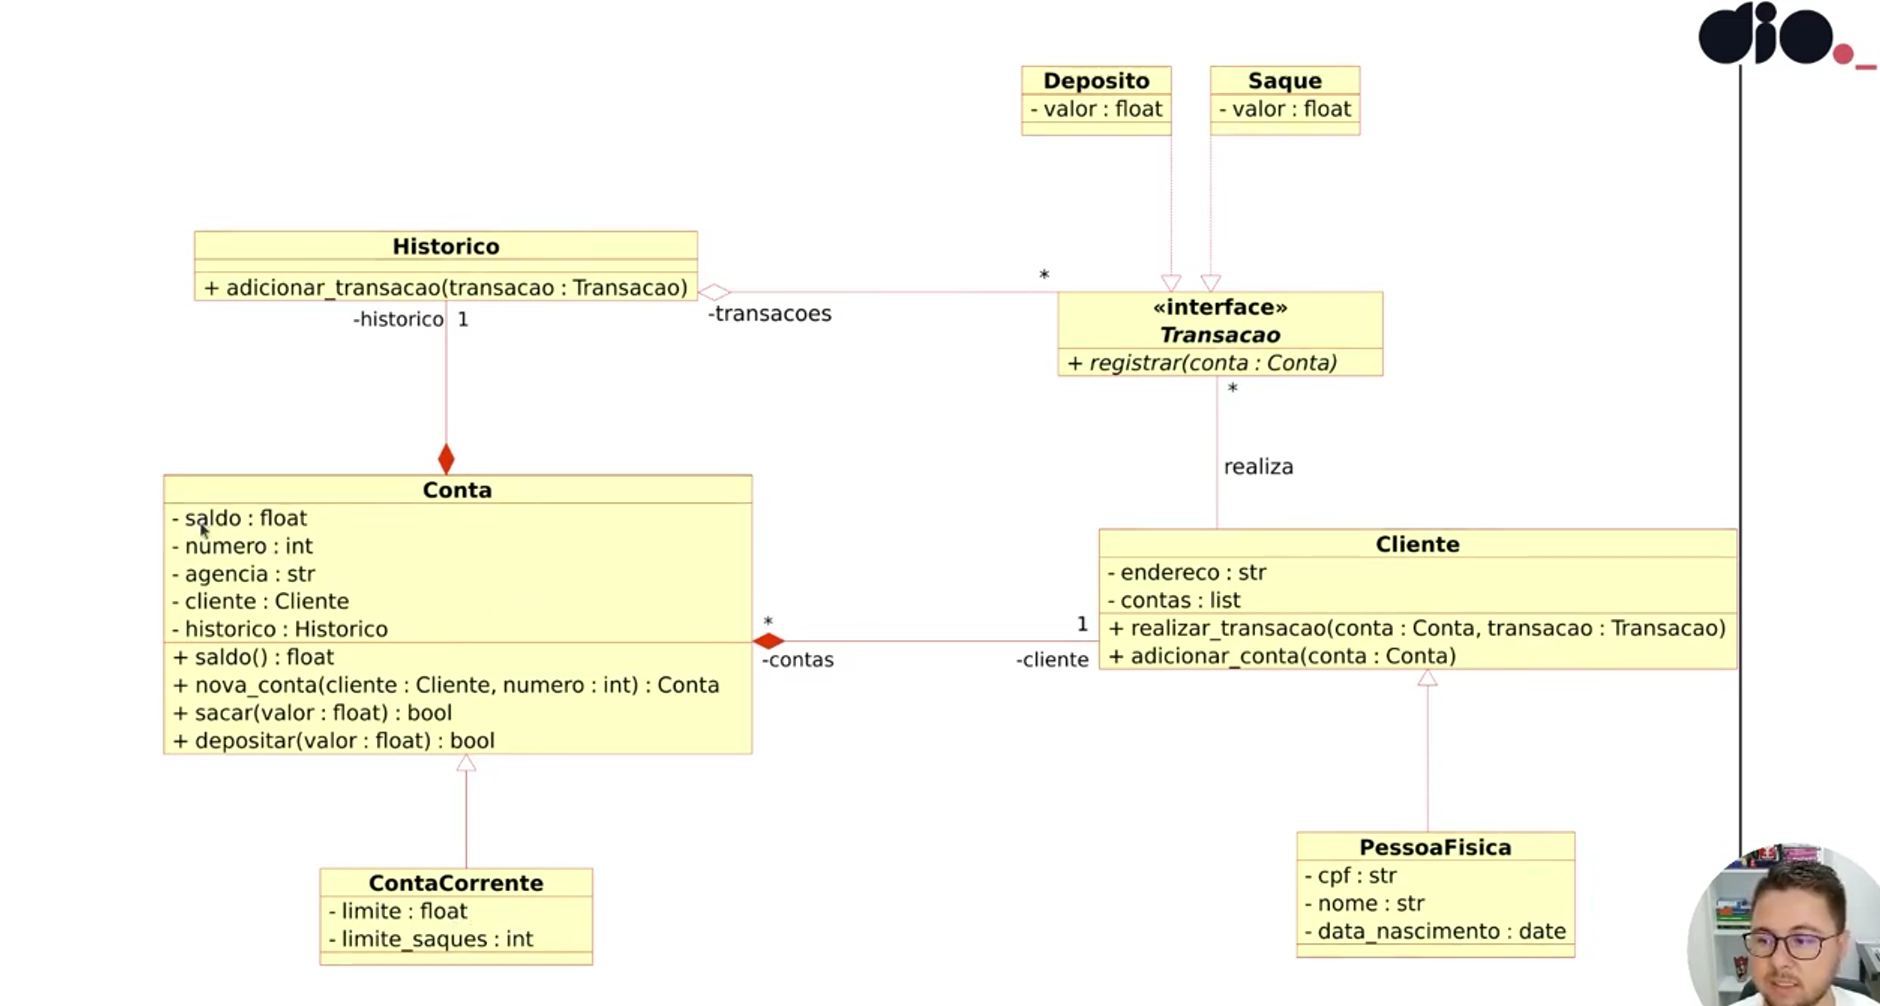 dio._
Deposito
- valor : float
Saque
- valor : float
Historico
+ adicionar_transacao(transacao : Transacao)
-historico 1
-transacoes
*
«interface»
Transacao
+ registrar(conta : Conta)
*
realiza
Conta
- saldo : float
- numero : int
- agencia : str
- cliente : Cliente
- historico : Historico
+ saldo() : float
+ nova_conta(cliente : Cliente, numero : int) : Conta
+ sacar(valor : float) : bool
+ depositar(valor : float) : bool
*
-contas
1
-cliente
Cliente
- endereco : str
- contas : list
+ realizar_transacao(conta : Conta, transacao : Transacao)
+ adicionar_conta(conta : Conta)
ContaCorrente
- limite : float
- limite_saques : int
PessoaFisica
- cpf : str
- nome : str
- data_nascimento : date